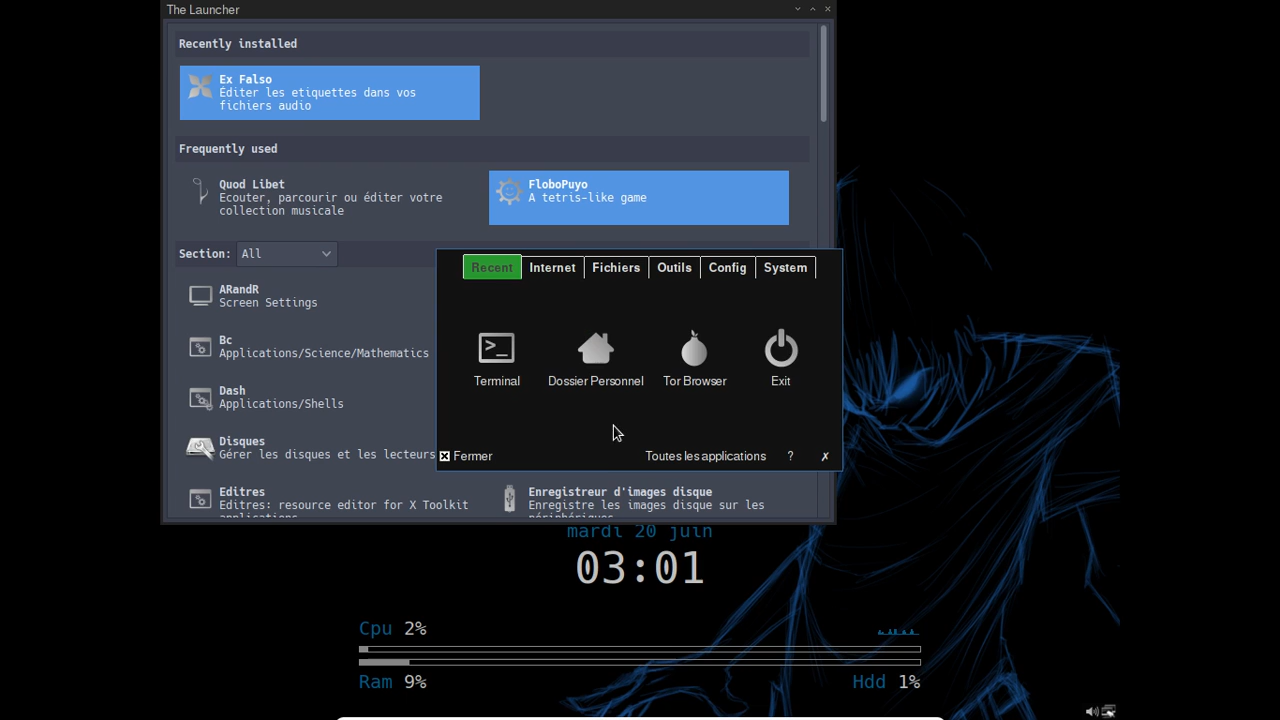 The Launcher
Recently installed
Ex Falso
Éditer les etiquettes dans vos
fichiers audio
Frequently used
Quod Libet
Ecouter, parcourir ou éditer votre
collection musicale
FloboPuyo
A tetris-like game
Section: All
ARandR
Screen Settings
Bc
Applications/Science/Mathematics
Dash
Applications/Shells
Disques
Gérer les disques et les lecteurs
Editres
Editres: resource editor for X Toolkit
applications
Enregistreur d'images disque
Enregistre les images disque sur les
périphériques
Recent Internet Fichiers Outils Config System
Terminal Dossier Personnel Tor Browser Exit
Fermer Toutes les applications ? ✗
mardi 20 juin
03:01
Cpu 2%
Ram 9% Hdd 1%